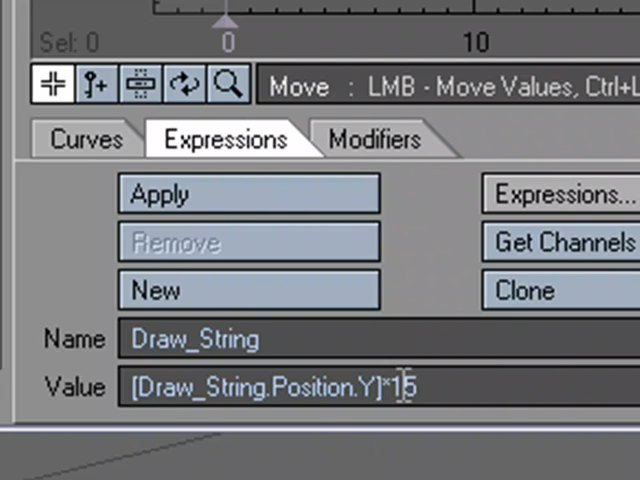 Sel: 0 0 10
Move : LMB - Move Values, Ctrl+L
Curves Expressions Modifiers
Apply Expressions...
Remove Get Channels
New Clone
Name Draw_String
Value [Draw_String.Position.Y]*15